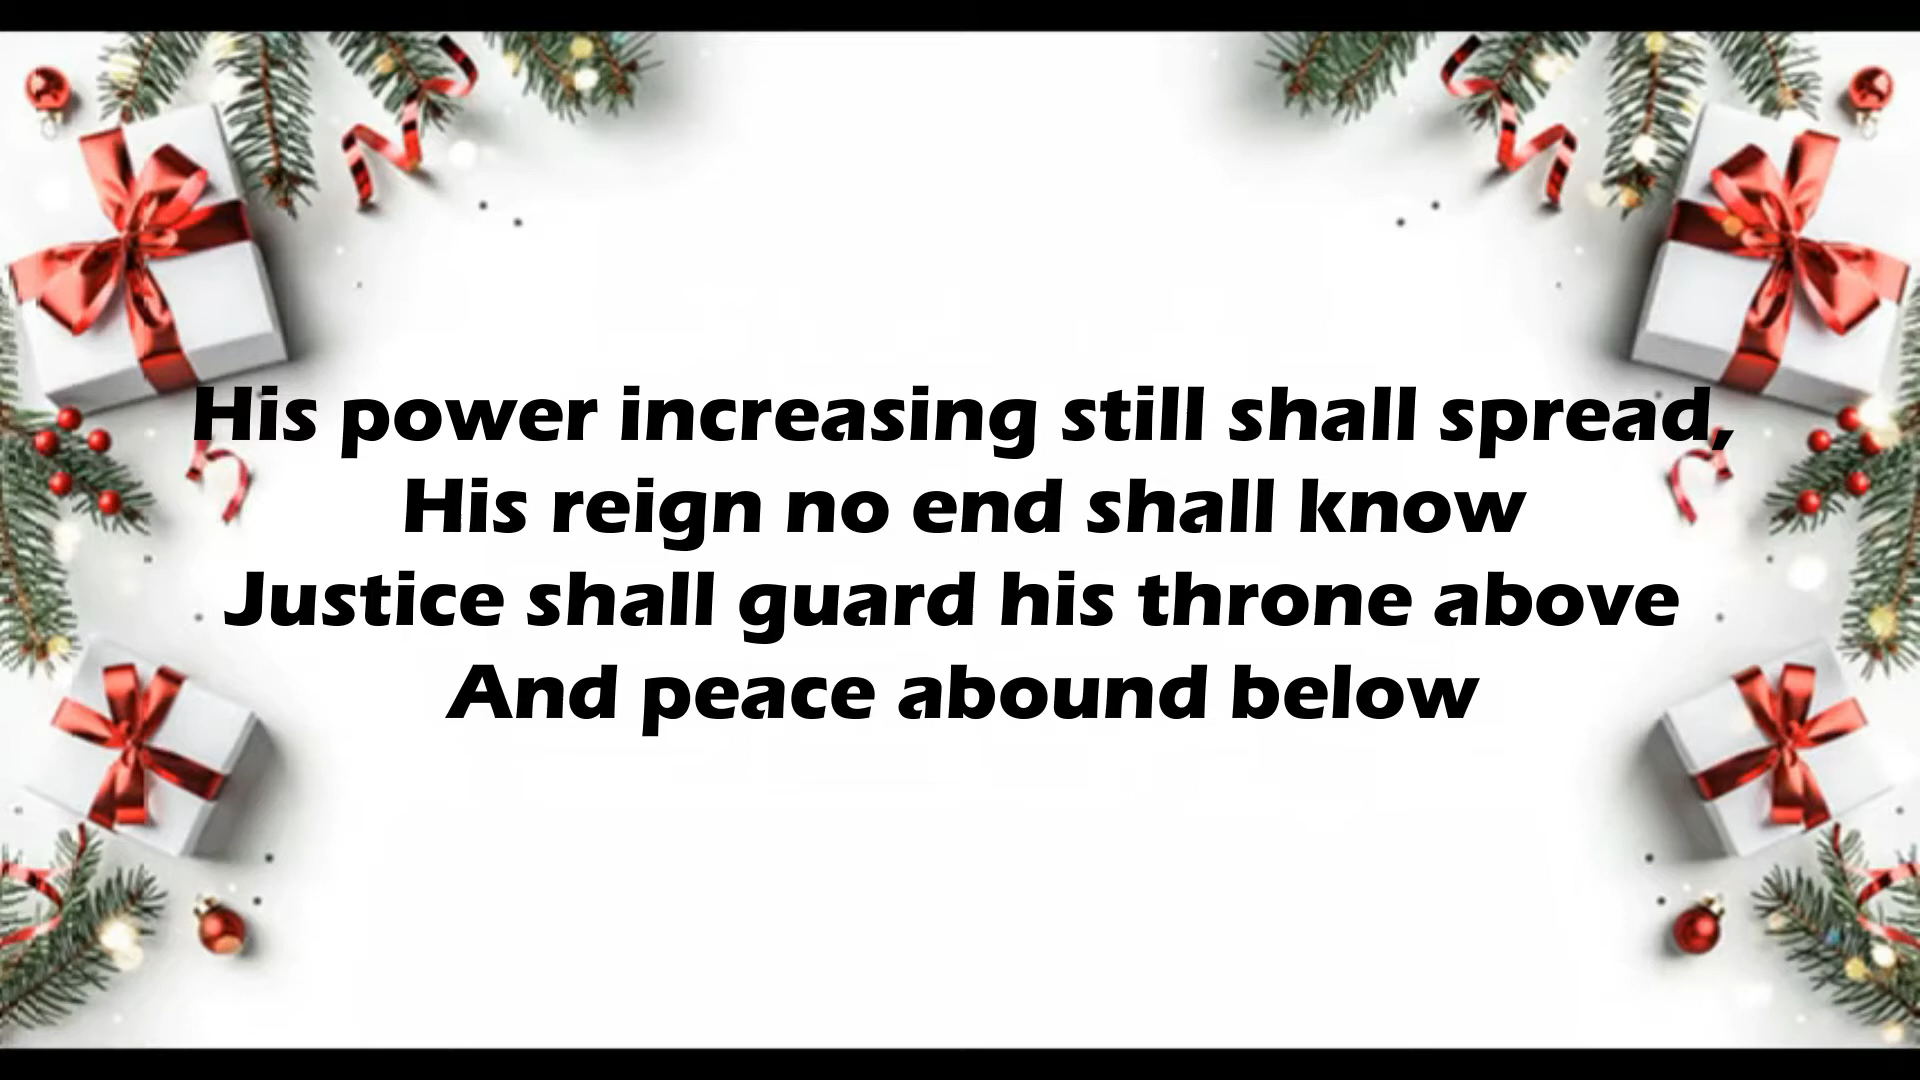 His power increasing still shall spread,
His reign no end shall know
Justice shall guard his throne above
And peace abound below